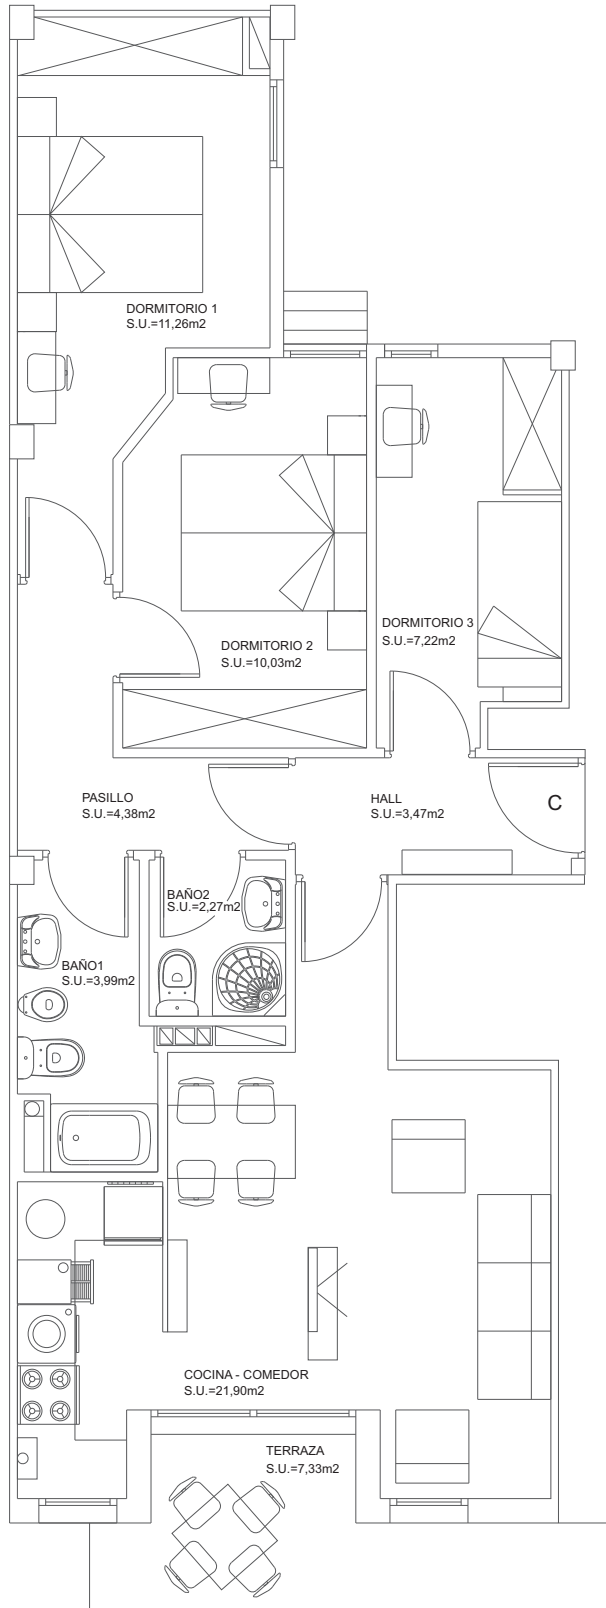 DORMITORIO 1
S.U.=11,26m2
DORMITORIO 3
S.U.=7,22m2
DORMITORIO 2
S.U.=10,03m2
PASILLO
S.U.=4,38m2
HALL
S.U.=3,47m2
C
BAÑO2
S.U.=2,27m2
BAÑO1
S.U.=3,99m2
COCINA - COMEDOR
S.U.=21,90m2
TERRAZA
S.U.=7,33m2